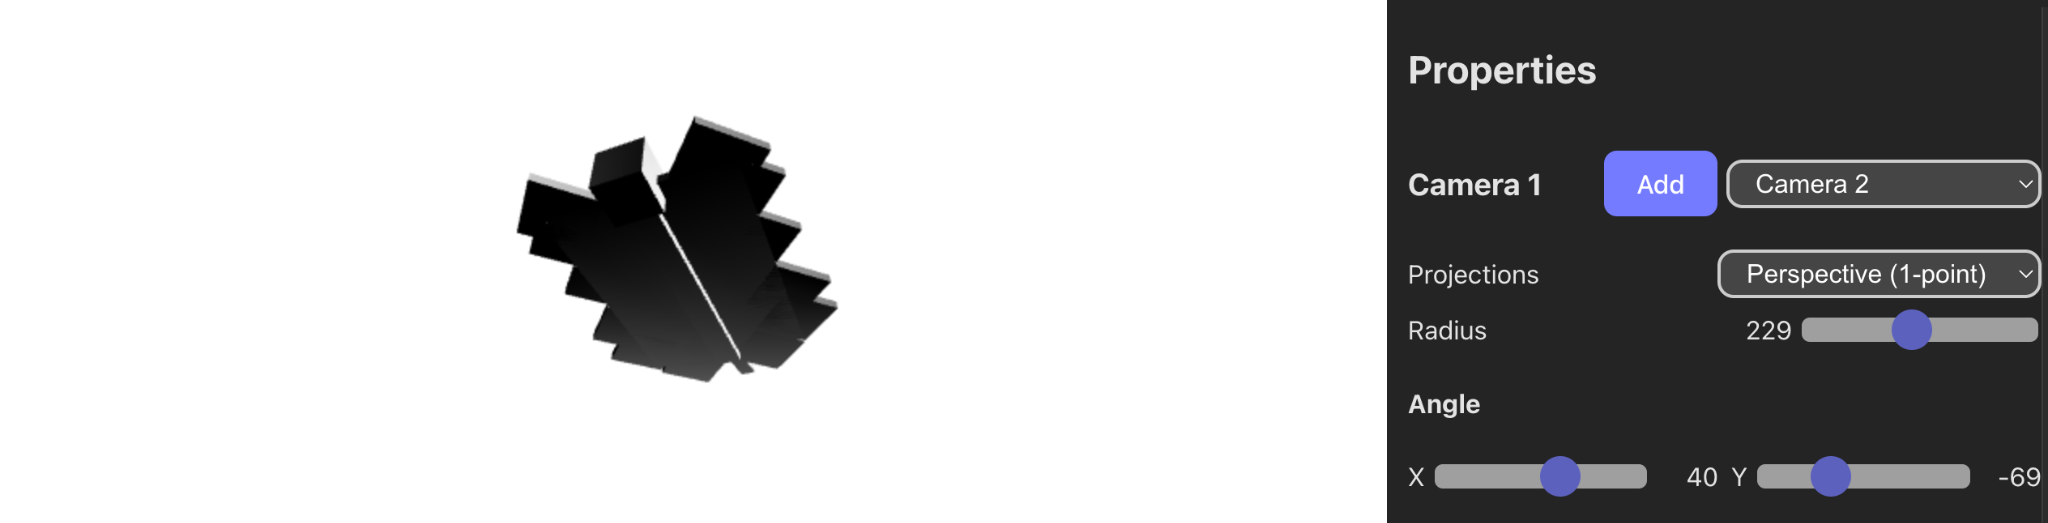 Properties
Camera 1 Add Camera 2
Projections Perspective (1-point)
Radius 229
Angle
X 40 Y -69